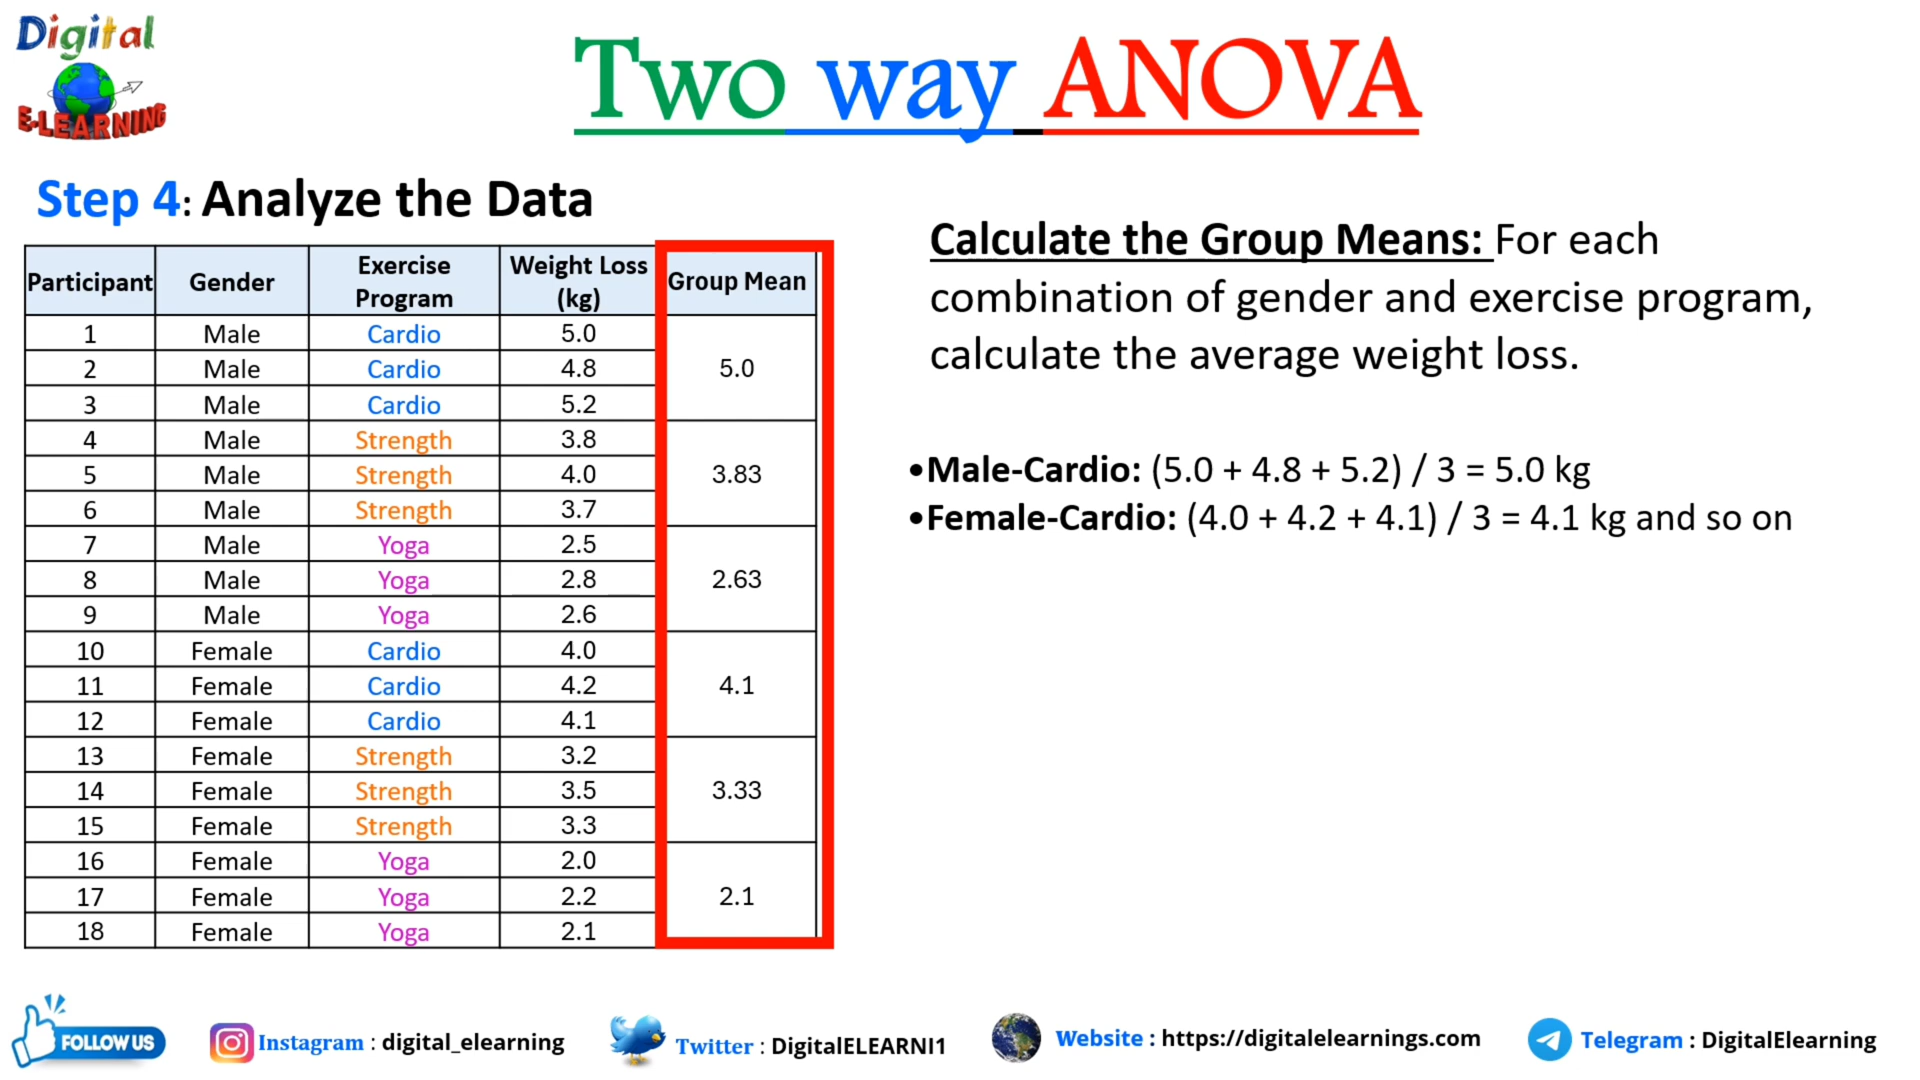 Digital
E-LEARNING
Two way ANOVA
Step 4: Analyze the Data
Participant Gender Exercise Program Weight Loss (kg) Group Mean
1 Male Cardio 5.0
2 Male Cardio 4.8 5.0
3 Male Cardio 5.2
4 Male Strength 3.8
5 Male Strength 4.0 3.83
6 Male Strength 3.7
7 Male Yoga 2.5
8 Male Yoga 2.8 2.63
9 Male Yoga 2.6
10 Female Cardio 4.0
11 Female Cardio 4.2 4.1
12 Female Cardio 4.1
13 Female Strength 3.2
14 Female Strength 3.5 3.33
15 Female Strength 3.3
16 Female Yoga 2.0
17 Female Yoga 2.2 2.1
18 Female Yoga 2.1
Calculate the Group Means: For each
combination of gender and exercise program,
calculate the average weight loss.
•Male-Cardio: (5.0 + 4.8 + 5.2) / 3 = 5.0 kg
•Female-Cardio: (4.0 + 4.2 + 4.1) / 3 = 4.1 kg and so on
FOLLOW US
Instagram : digital_elearning
Twitter : DigitalELEARNI1
Website : https://digitalelearnings.com
Telegram : DigitalElearning